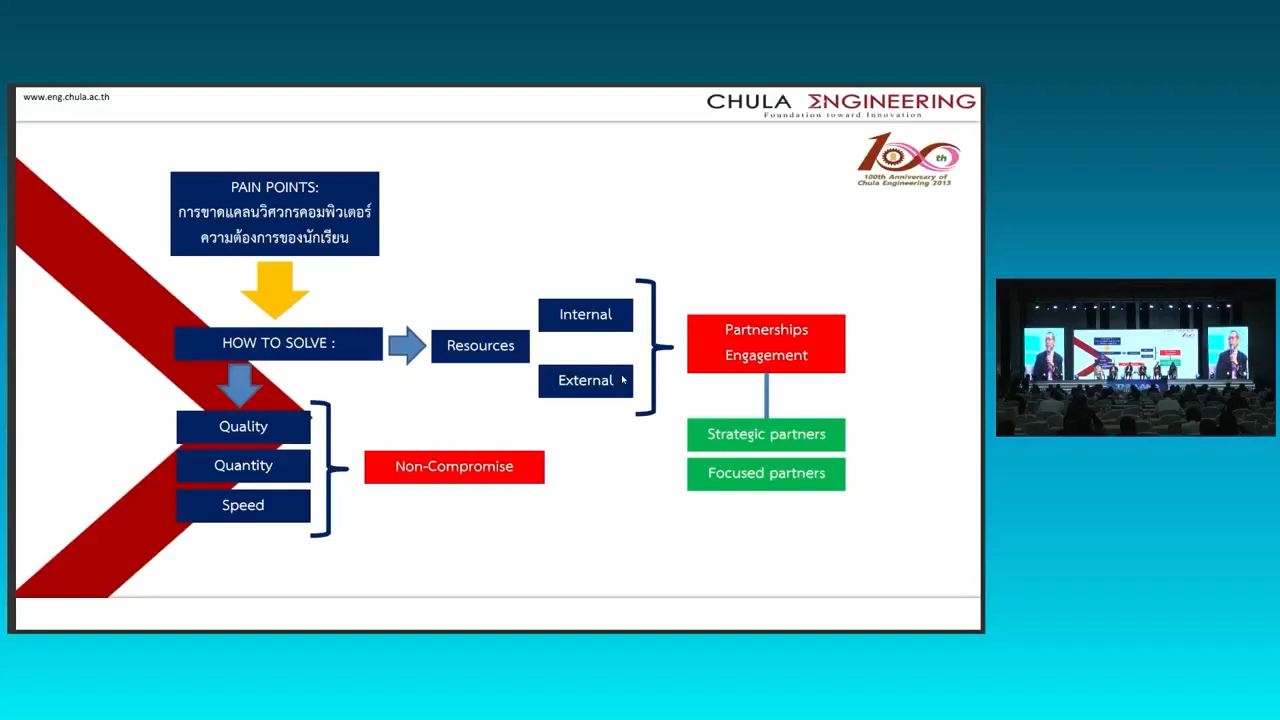 www.eng.chula.ac.th
CHULA ΣNGINEERING
Foundation toward Innovation
100th
100th Anniversary of
Chula Engineering 2013
PAIN POINTS:
การขาดแคลนวิศวกรคอมพิวเตอร์
ความต้องการของนักเรียน
HOW TO SOLVE :
Resources
Internal
External
Partnerships
Engagement
Strategic partners
Focused partners
Quality
Quantity
Speed
Non-Compromise